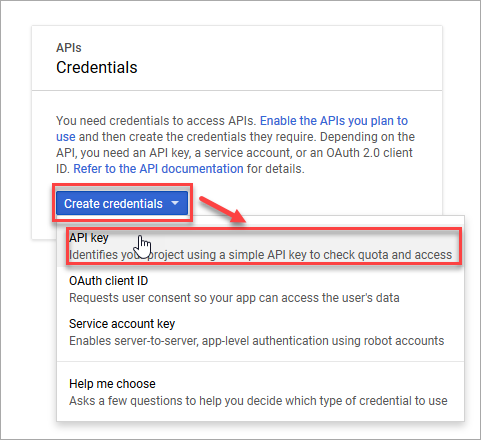 APIs
Credentials
You need credentials to access APIs. Enable the APIs you plan to
use and then create the credentials they require. Depending on the
API, you need an API key, a service account, or an OAuth 2.0 client
ID. Refer to the API documentation for details.
Create credentials
API key
Identifies your project using a simple API key to check quota and access
OAuth client ID
Requests user consent so your app can access the user's data
Service account key
Enables server-to-server, app-level authentication using robot accounts
Help me choose
Asks a few questions to help you decide which type of credential to use